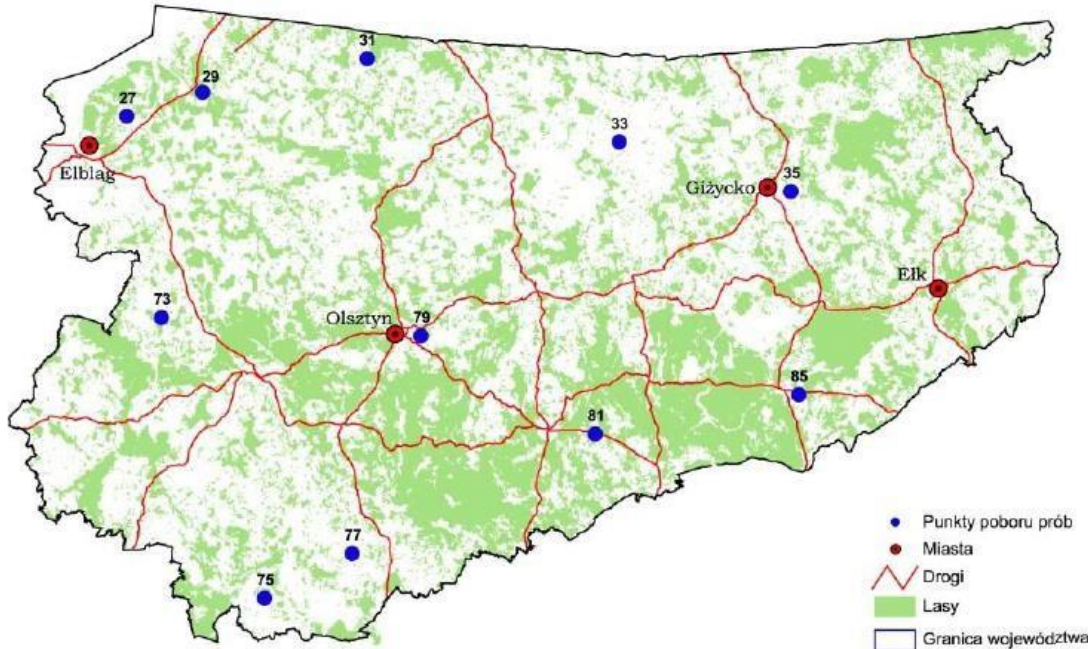 31
29
27
33
Elbląg
Giżycko
35
Ełk
73
Olsztyn
79
85
81
77
75
Punkty poboru prób
Miasta
Drogi
Lasy
Granica województwa